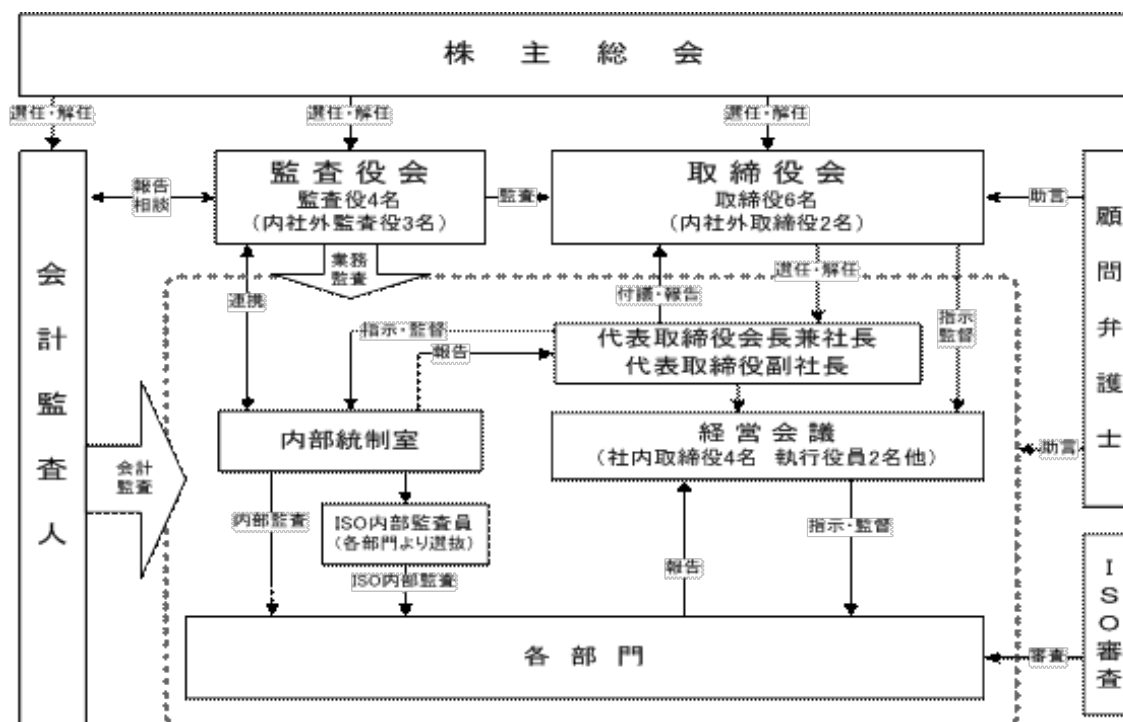 株主総会
選任・解任
選任・解任
選任・解任
監査役会
監査役4名
（内社外監査役3名）
取締役会
取締役6名
（内社外取締役2名）
報告
相談
監査
助言
顧問弁護士
会計監査人
業務
監査
連携
付議・報告
選任・解任
指示
監督
指示・監督
報告
代表取締役会長兼社長
代表取締役副社長
内部統制室
経営会議
（社内取締役4名 執行役員2名他）
助言
会計
監査
内部監査
ISO内部監査員
（各部門より選抜）
ISO内部監査
指示・監督
報告
各部門
審査
ISO審査